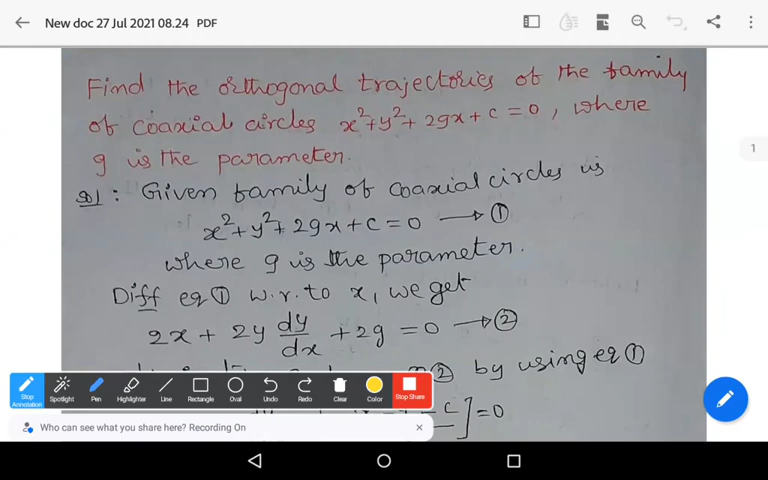 New doc 27 Jul 2021 08.24 PDF
Find the orthogonal trajectories of the family
of coaxial circles x²+y²+2gx+c=0, where
g is the parameter.
Sol: Given family of coaxial circles is
x²+y²+2gx+c=0 → ①
where g is the parameter.
1
Diff eq ① w.r.to x, we get
2x + 2y dy/dx + 2g = 0 → ②
② by using eq ①
Stop Annotation
Spotlight
Pen
Highlighter
Line
Rectangle
Oval
Undo
Redo
Clear
Color
Stop Share
-c
] = 0
Who can see what you share here? Recording On